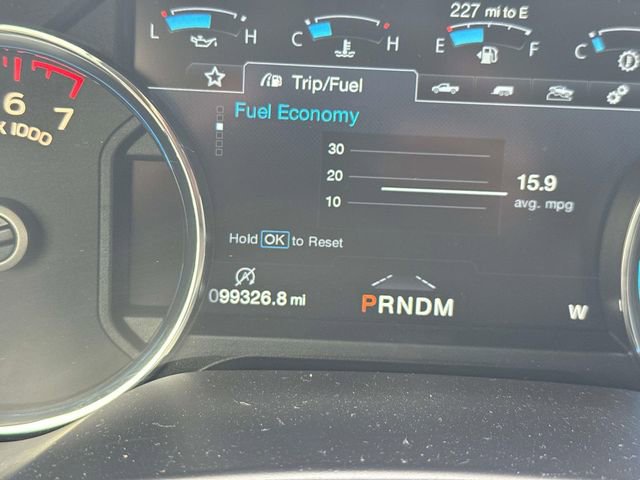 227 mi to E
L H C H E F C
Trip/Fuel
Fuel Economy
30
20
10
15.9
avg. mpg
Hold OK to Reset
099326.8 mi
PRNDM
W
6 7
X 1000